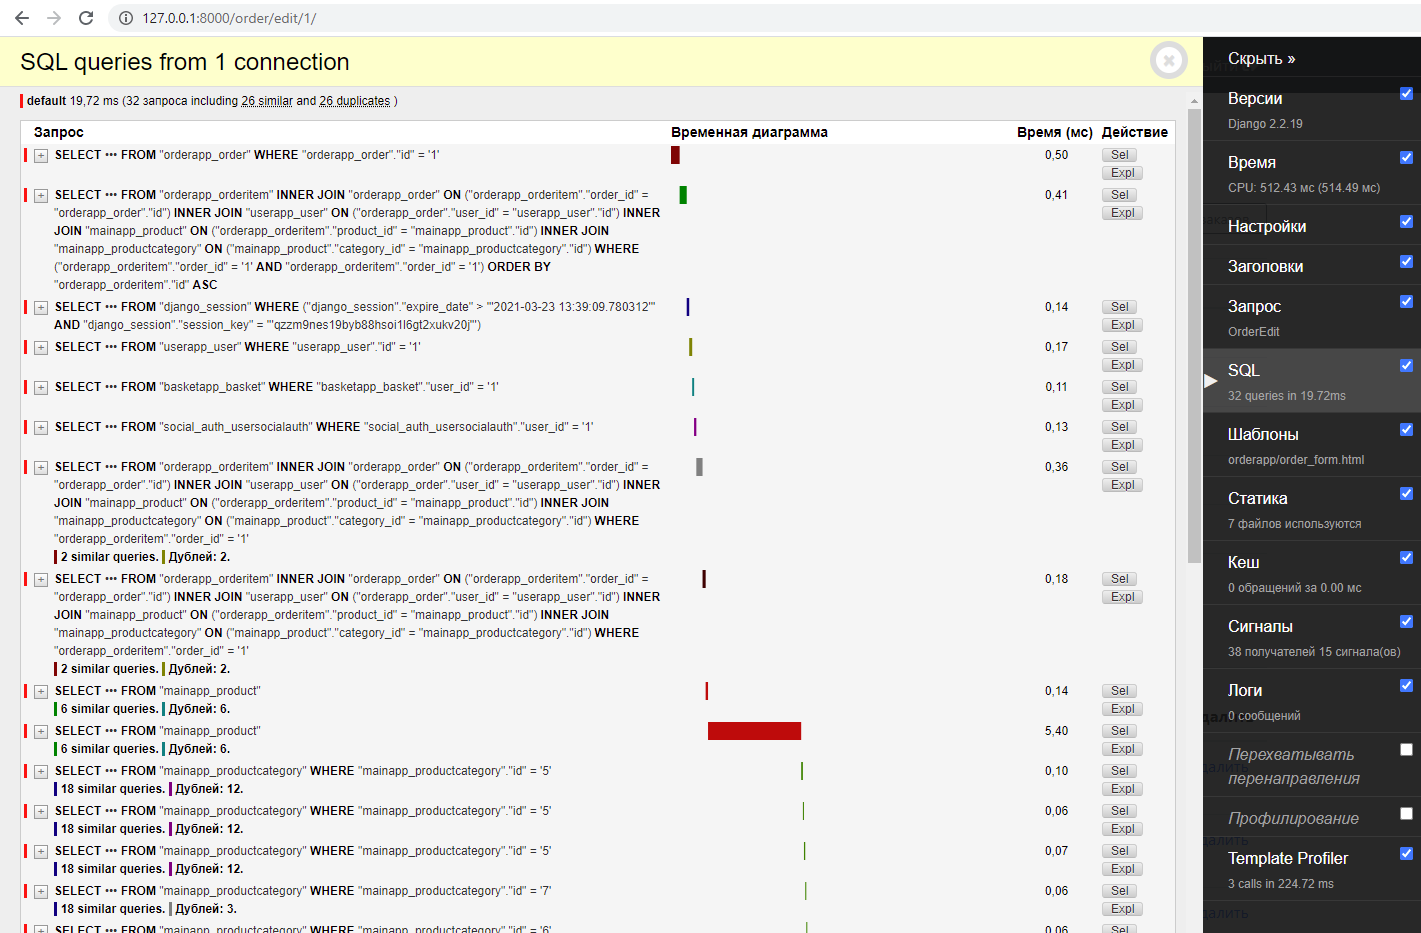 127.0.0.1:8000/order/edit/1/
SQL queries from 1 connection
default 19,72 ms (32 запроса including 26 similar and 26 duplicates )
Запрос Временная диаграмма Время (мс) Действие
SELECT ••• FROM "orderapp_order" WHERE "orderapp_order"."id" = '1' 0,50 Sel
Expl
SELECT ••• FROM "orderapp_orderitem" INNER JOIN "orderapp_order" ON ("orderapp_orderitem"."order_id" = 0,41 Sel
"orderapp_order"."id") INNER JOIN "userapp_user" ON ("orderapp_order"."user_id" = "userapp_user"."id") INNER Expl
JOIN "mainapp_product" ON ("orderapp_orderitem"."product_id" = "mainapp_product"."id") INNER JOIN
"mainapp_productcategory" ON ("mainapp_product"."category_id" = "mainapp_productcategory"."id") WHERE
("orderapp_orderitem"."order_id" = '1' AND "orderapp_orderitem"."order_id" = '1') ORDER BY
"orderapp_orderitem"."id" ASC
SELECT ••• FROM "django_session" WHERE ("django_session"."expire_date" > '"2021-03-23 13:39:09.780312"' 0,14 Sel
AND "django_session"."session_key" = '"qzzm9nes19byb88hsoi1l6gt2xukv20j"') Expl
SELECT ••• FROM "userapp_user" WHERE "userapp_user"."id" = '1' 0,17 Sel
Expl
SELECT ••• FROM "basketapp_basket" WHERE "basketapp_basket"."user_id" = '1' 0,11 Sel
Expl
SELECT ••• FROM "social_auth_usersocialauth" WHERE "social_auth_usersocialauth"."user_id" = '1' 0,13 Sel
Expl
SELECT ••• FROM "orderapp_orderitem" INNER JOIN "orderapp_order" ON ("orderapp_orderitem"."order_id" = 0,36 Sel
"orderapp_order"."id") INNER JOIN "userapp_user" ON ("orderapp_order"."user_id" = "userapp_user"."id") INNER Expl
JOIN "mainapp_product" ON ("orderapp_orderitem"."product_id" = "mainapp_product"."id") INNER JOIN
"mainapp_productcategory" ON ("mainapp_product"."category_id" = "mainapp_productcategory"."id") WHERE
"orderapp_orderitem"."order_id" = '1'
2 similar queries. Дублей: 2.
SELECT ••• FROM "orderapp_orderitem" INNER JOIN "orderapp_order" ON ("orderapp_orderitem"."order_id" = 0,18 Sel
"orderapp_order"."id") INNER JOIN "userapp_user" ON ("orderapp_order"."user_id" = "userapp_user"."id") INNER Expl
JOIN "mainapp_product" ON ("orderapp_orderitem"."product_id" = "mainapp_product"."id") INNER JOIN
"mainapp_productcategory" ON ("mainapp_product"."category_id" = "mainapp_productcategory"."id") WHERE
"orderapp_orderitem"."order_id" = '1'
2 similar queries. Дублей: 2.
SELECT ••• FROM "mainapp_product" 0,14 Sel
6 similar queries. Дублей: 6. Expl
SELECT ••• FROM "mainapp_product" 5,40 Sel
6 similar queries. Дублей: 6. Expl
SELECT ••• FROM "mainapp_productcategory" WHERE "mainapp_productcategory"."id" = '5' 0,10 Sel
18 similar queries. Дублей: 12. Expl
SELECT ••• FROM "mainapp_productcategory" WHERE "mainapp_productcategory"."id" = '5' 0,06 Sel
18 similar queries. Дублей: 12. Expl
SELECT ••• FROM "mainapp_productcategory" WHERE "mainapp_productcategory"."id" = '5' 0,07 Sel
18 similar queries. Дублей: 12. Expl
SELECT ••• FROM "mainapp_productcategory" WHERE "mainapp_productcategory"."id" = '7' 0,06 Sel
18 similar queries. Дублей: 3. Expl
SELECT ••• FROM "mainapp_productcategory" WHERE "mainapp_productcategory"."id" = '6' 0,06 Sel
Скрыть »
Версии
Django 2.2.19
Время
CPU: 512.43 мс (514.49 мс)
Настройки
Заголовки
Запрос
OrderEdit
SQL
32 queries in 19.72ms
Шаблоны
orderapp/order_form.html
Статика
7 файлов используются
Кеш
0 обращений за 0.00 мс
Сигналы
38 получателей 15 сигнала(ов)
Логи
0 сообщений
Перехватывать
перенаправления
Профилирование
Template Profiler
3 calls in 224.72 ms